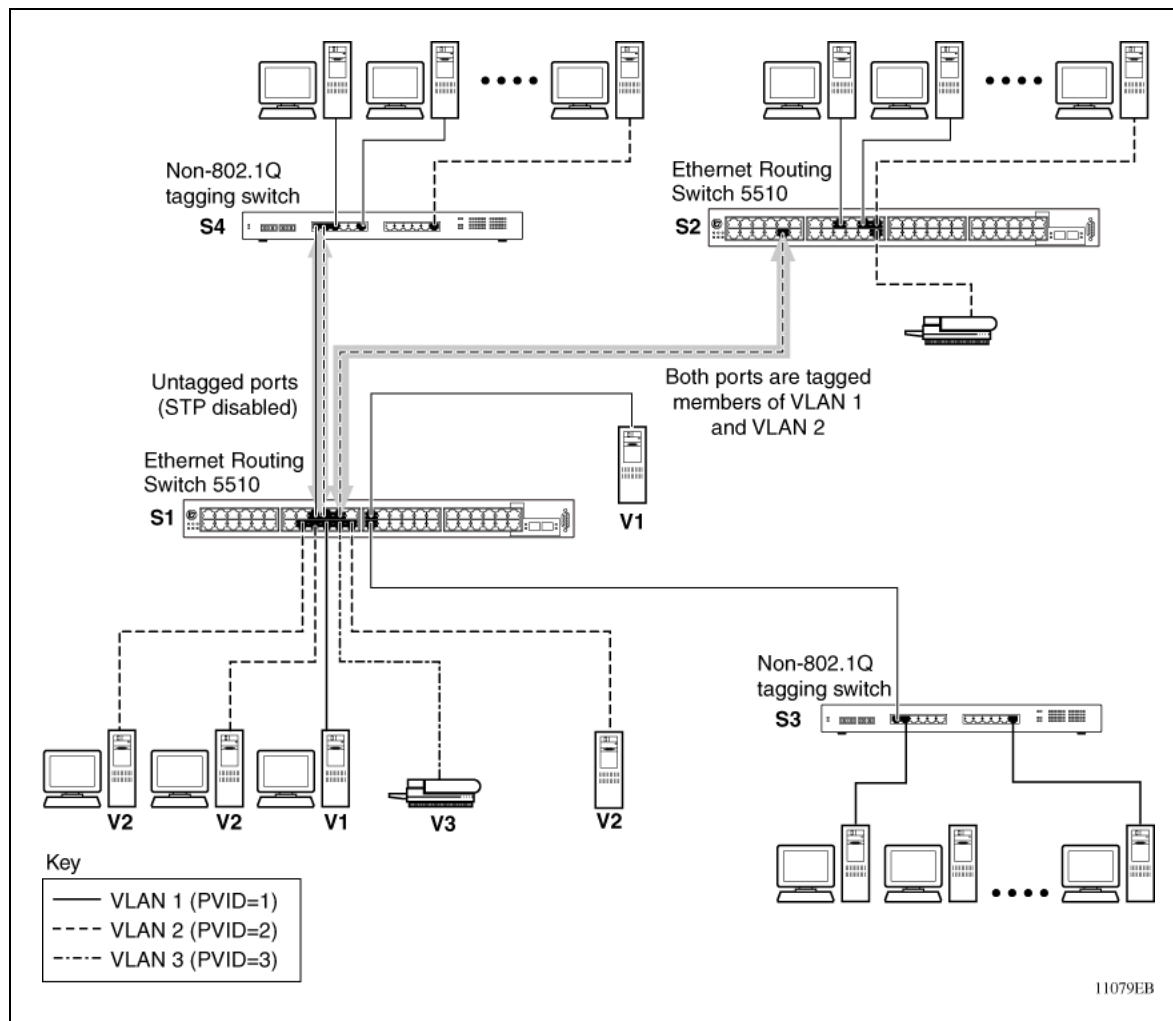 Non-802.1Q
tagging switch
S4
Ethernet Routing
Switch 5510
S2
Untagged ports
(STP disabled)
Both ports are tagged
members of VLAN 1
and VLAN 2
Ethernet Routing
Switch 5510
S1
V1
Non-802.1Q
tagging switch
S3
V2
V2
V1
V3
V2
Key
VLAN 1 (PVID=1)
VLAN 2 (PVID=2)
VLAN 3 (PVID=3)
11079EB